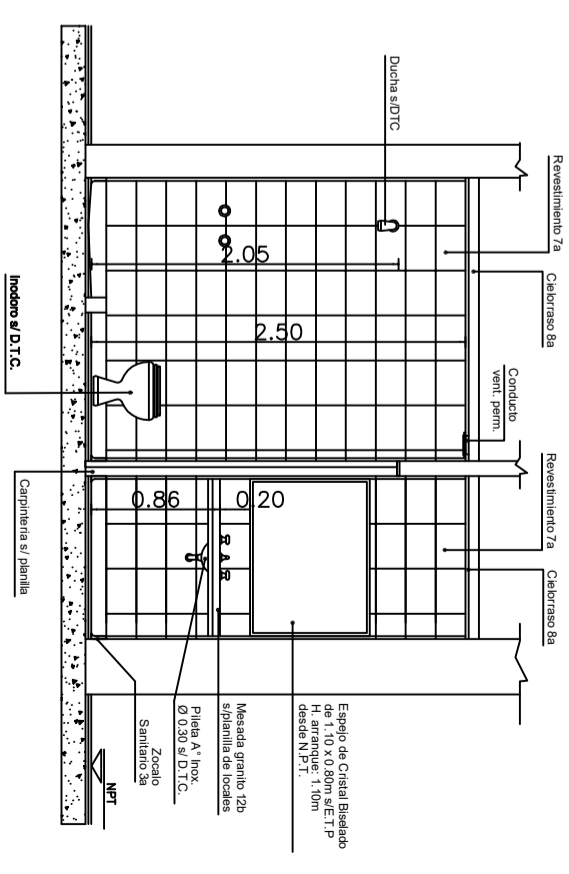 Revestimiento 7a
Cielorraso 8a
Conducto
vent. perm.
Revestimiento 7a
Cielorraso 8a
Ducha s/DTC
2.05
2.50
0.86
0.20
Espejo de Cristal Biselado
de 1.10 x 0.80m s/E.T.P
H. arranque: 1.10m
desde N.P.T.
Mesada granito 12b
s/planilla de locales
Pileta A° Inox.
Ø 0.30 s/ D.T.C.
Zocalo
Sanitario 3a
NPT
Inodoro s/ D.T.C.
Carpinteria s/ planilla